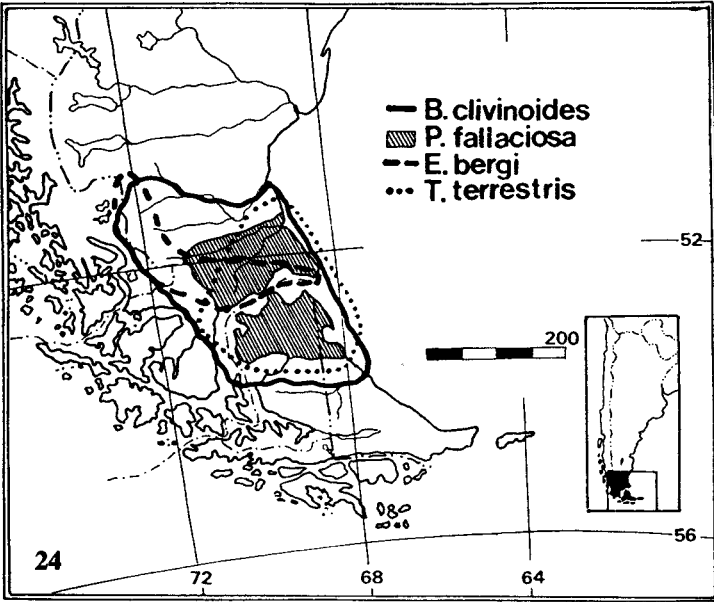 B. clivinoides
P. fallaciosa
E. bergi
T. terrestris
52
200
56
24
72
68
64